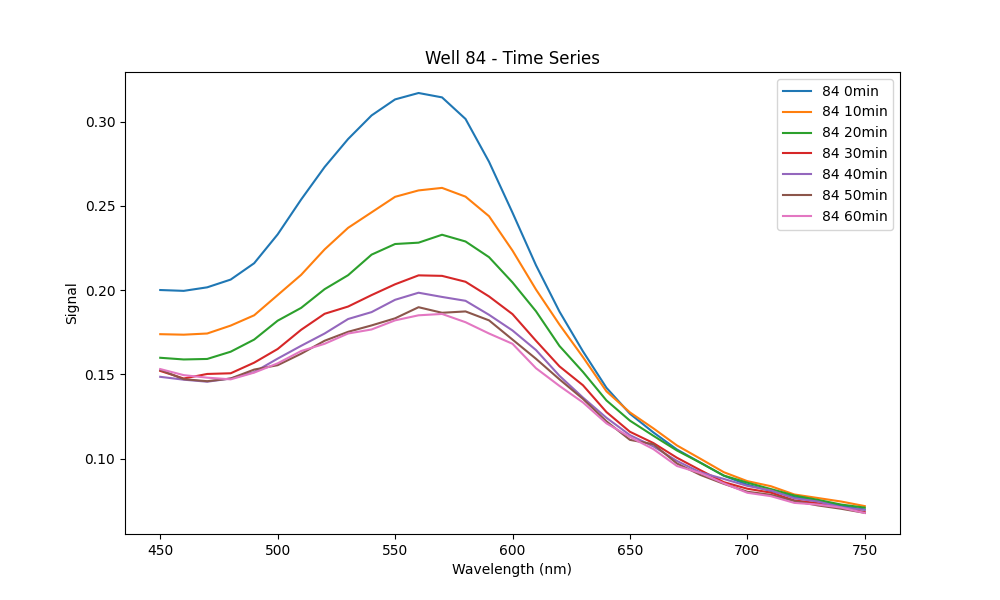 Well 84 - Time Series
84 0min
84 10min
84 20min
84 30min
84 40min
84 50min
84 60min
Signal
0.30
0.25
0.20
0.15
0.10
450 500 550 600 650 700 750
Wavelength (nm)